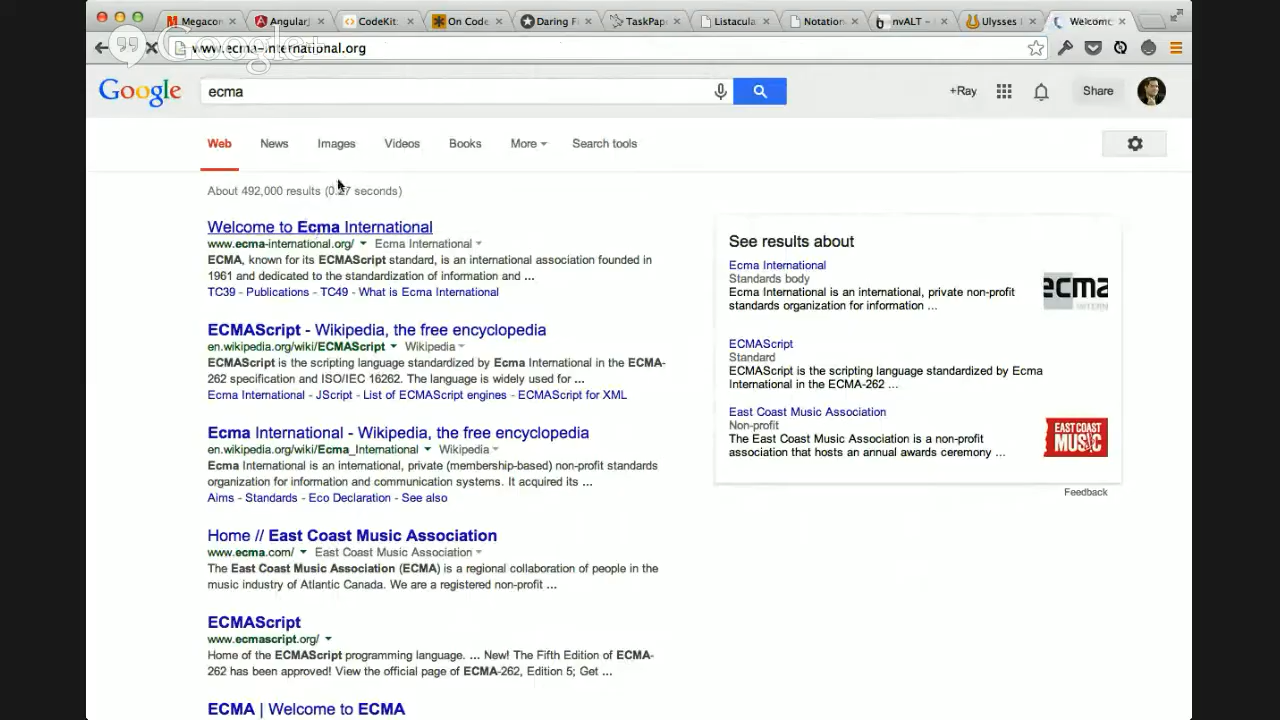 Megacon
AngularJ
CodeKit:
On Code
Daring F
TaskPap
Listacula
Notation
nvALT –
Ulysses
Welcome
www.ecma-international.org
Google+
Google
ecma
+Ray
Share
Web
News
Images
Videos
Books
More
Search tools
About 492,000 results (0.27 seconds)
Welcome to Ecma International
www.ecma-international.org/ Ecma International
ECMA, known for its ECMAScript standard, is an international association founded in
1961 and dedicated to the standardization of information and ...
TC39 - Publications - TC49 - What is Ecma International
ECMAScript - Wikipedia, the free encyclopedia
en.wikipedia.org/wiki/ECMAScript Wikipedia
ECMAScript is the scripting language standardized by Ecma International in the ECMA-
262 specification and ISO/IEC 16262. The language is widely used for ...
Ecma International - JScript - List of ECMAScript engines - ECMAScript for XML
Ecma International - Wikipedia, the free encyclopedia
en.wikipedia.org/wiki/Ecma_International Wikipedia
Ecma International is an international, private (membership-based) non-profit standards
organization for information and communication systems. It acquired its ...
Aims - Standards - Eco Declaration - See also
Home // East Coast Music Association
www.ecma.com/ East Coast Music Association
The East Coast Music Association (ECMA) is a regional collaboration of people in the
music industry of Atlantic Canada. We are a registered non-profit ...
ECMAScript
www.ecmascript.org/
Home of the ECMAScript programming language. ... New! The Fifth Edition of ECMA-
262 has been approved! View the official page of ECMA-262, Edition 5; Get ...
ECMA | Welcome to ECMA
See results about
Ecma International
Standards body
Ecma International is an international, private non-profit
standards organization for information ...
ecma
INTERN
ECMAScript
Standard
ECMAScript is the scripting language standardized by Ecma
International in the ECMA-262 ...
East Coast Music Association
Non-profit
The East Coast Music Association is a non-profit
association that hosts an annual awards ceremony ...
EAST COAST
MUSIC
Feedback